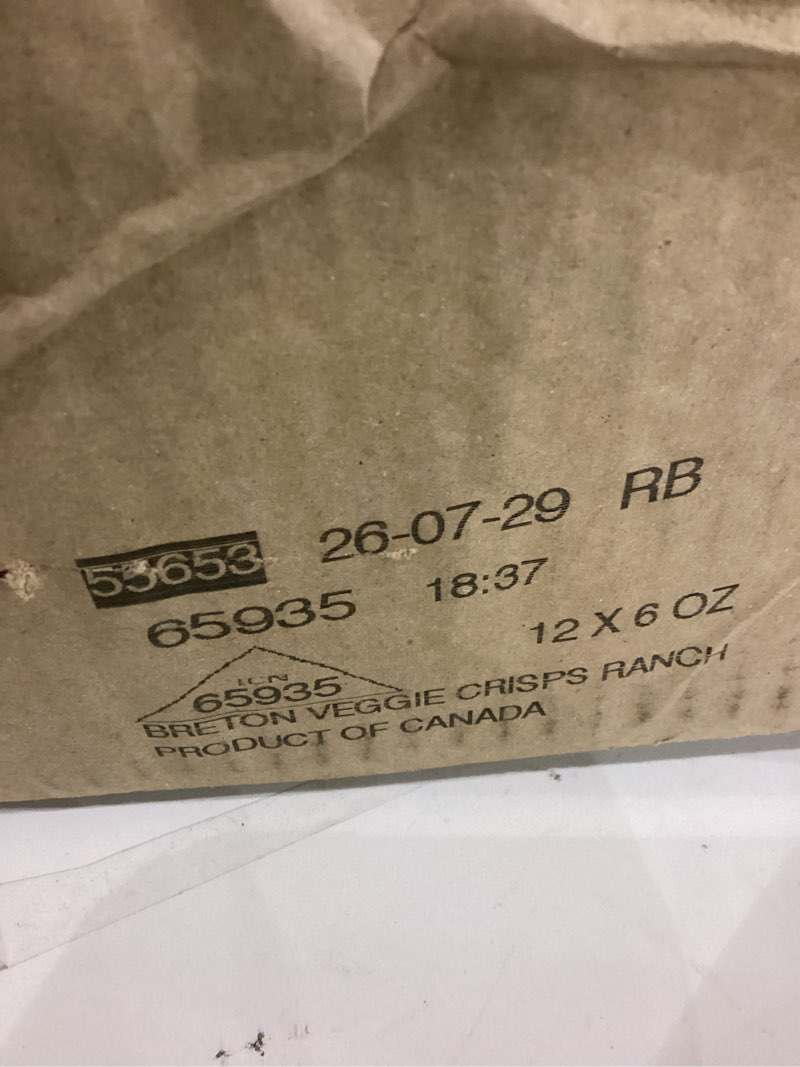 55653 26-07-29 RB
65935 18:37
12 X 6 OZ
ICN
65935
BRETON VEGGIE CRISPS RANCH
PRODUCT OF CANADA